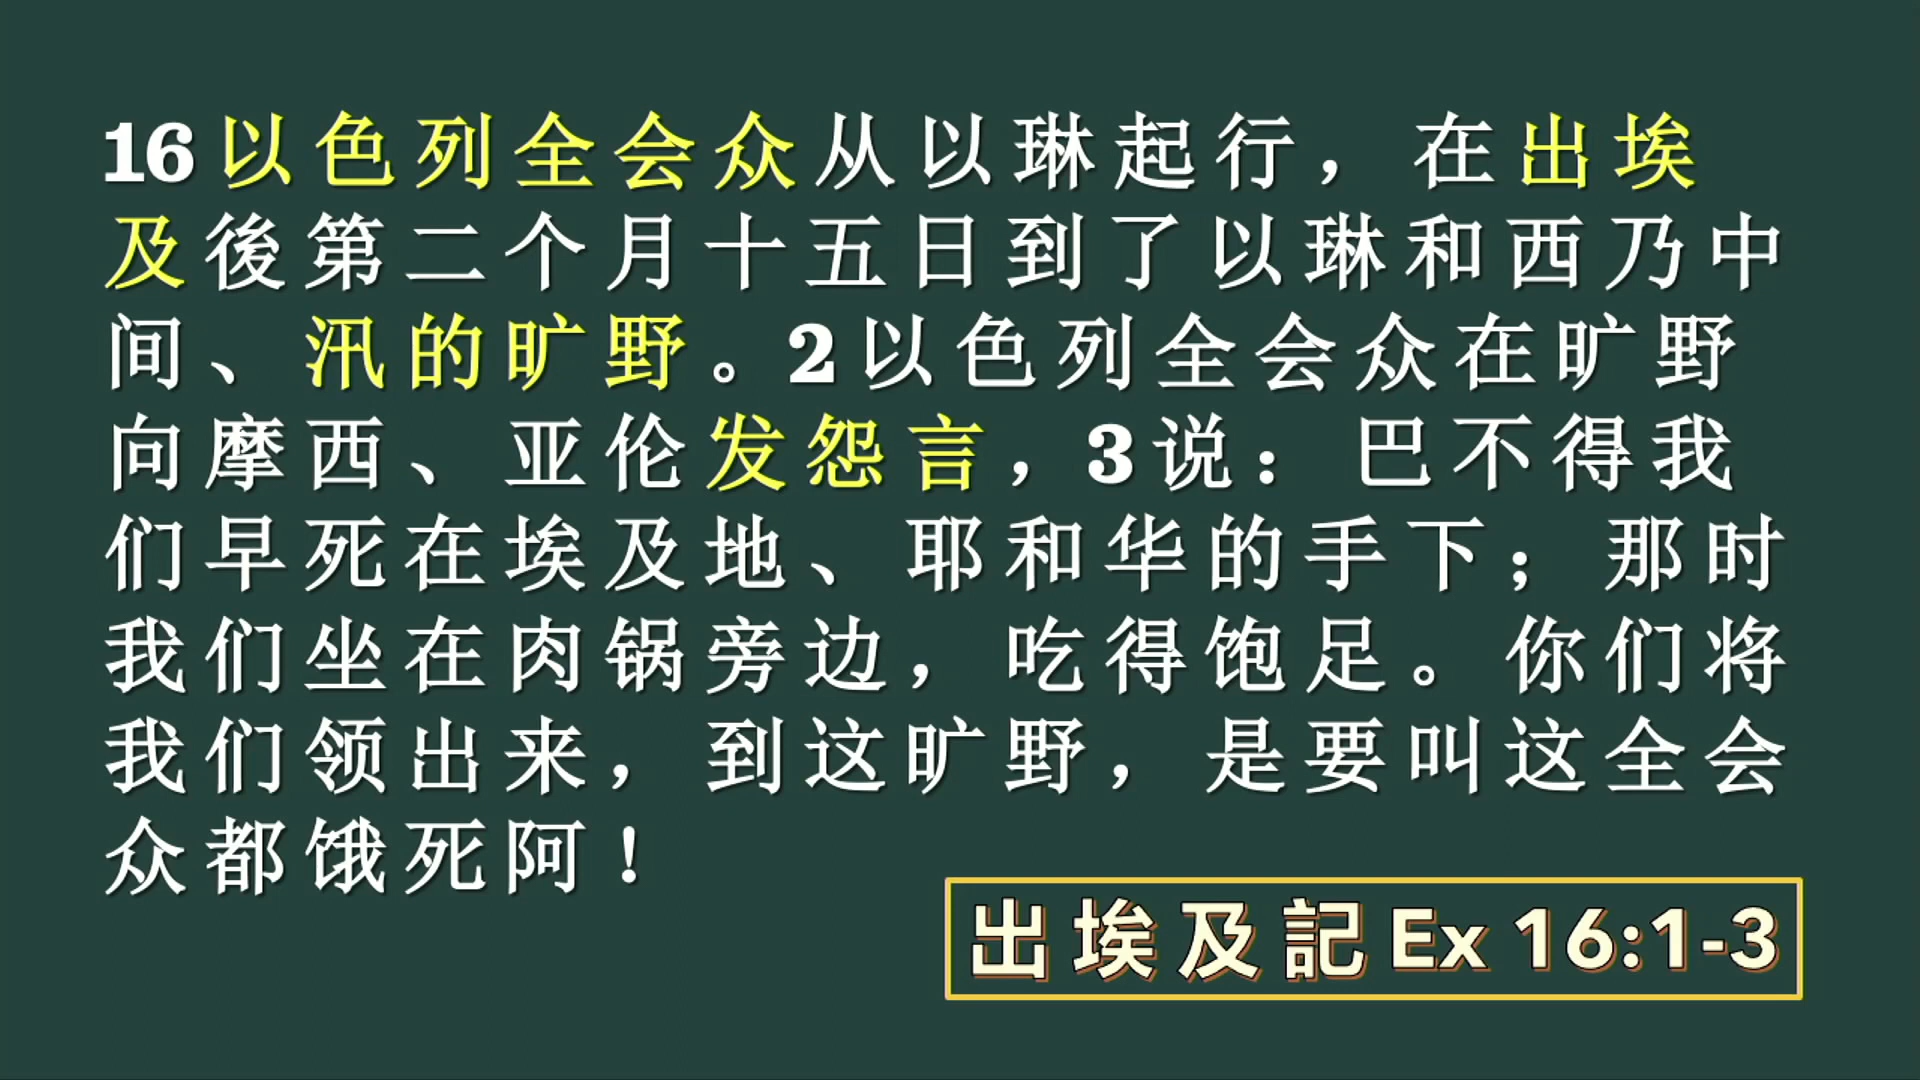 16以色列全会众从以琳起行，在出埃
及後第二个月十五日到了以琳和西乃中
间、汛的旷野。2以色列全会众在旷野
向摩西、亚伦发怨言，3说：巴不得我
们早死在埃及地、耶和华的手下；那时
我们坐在肉锅旁边，吃得饱足。你们将
我们领出来，到这旷野，是要叫这全会
众都饿死阿！
出埃及記 Ex 16:1-3